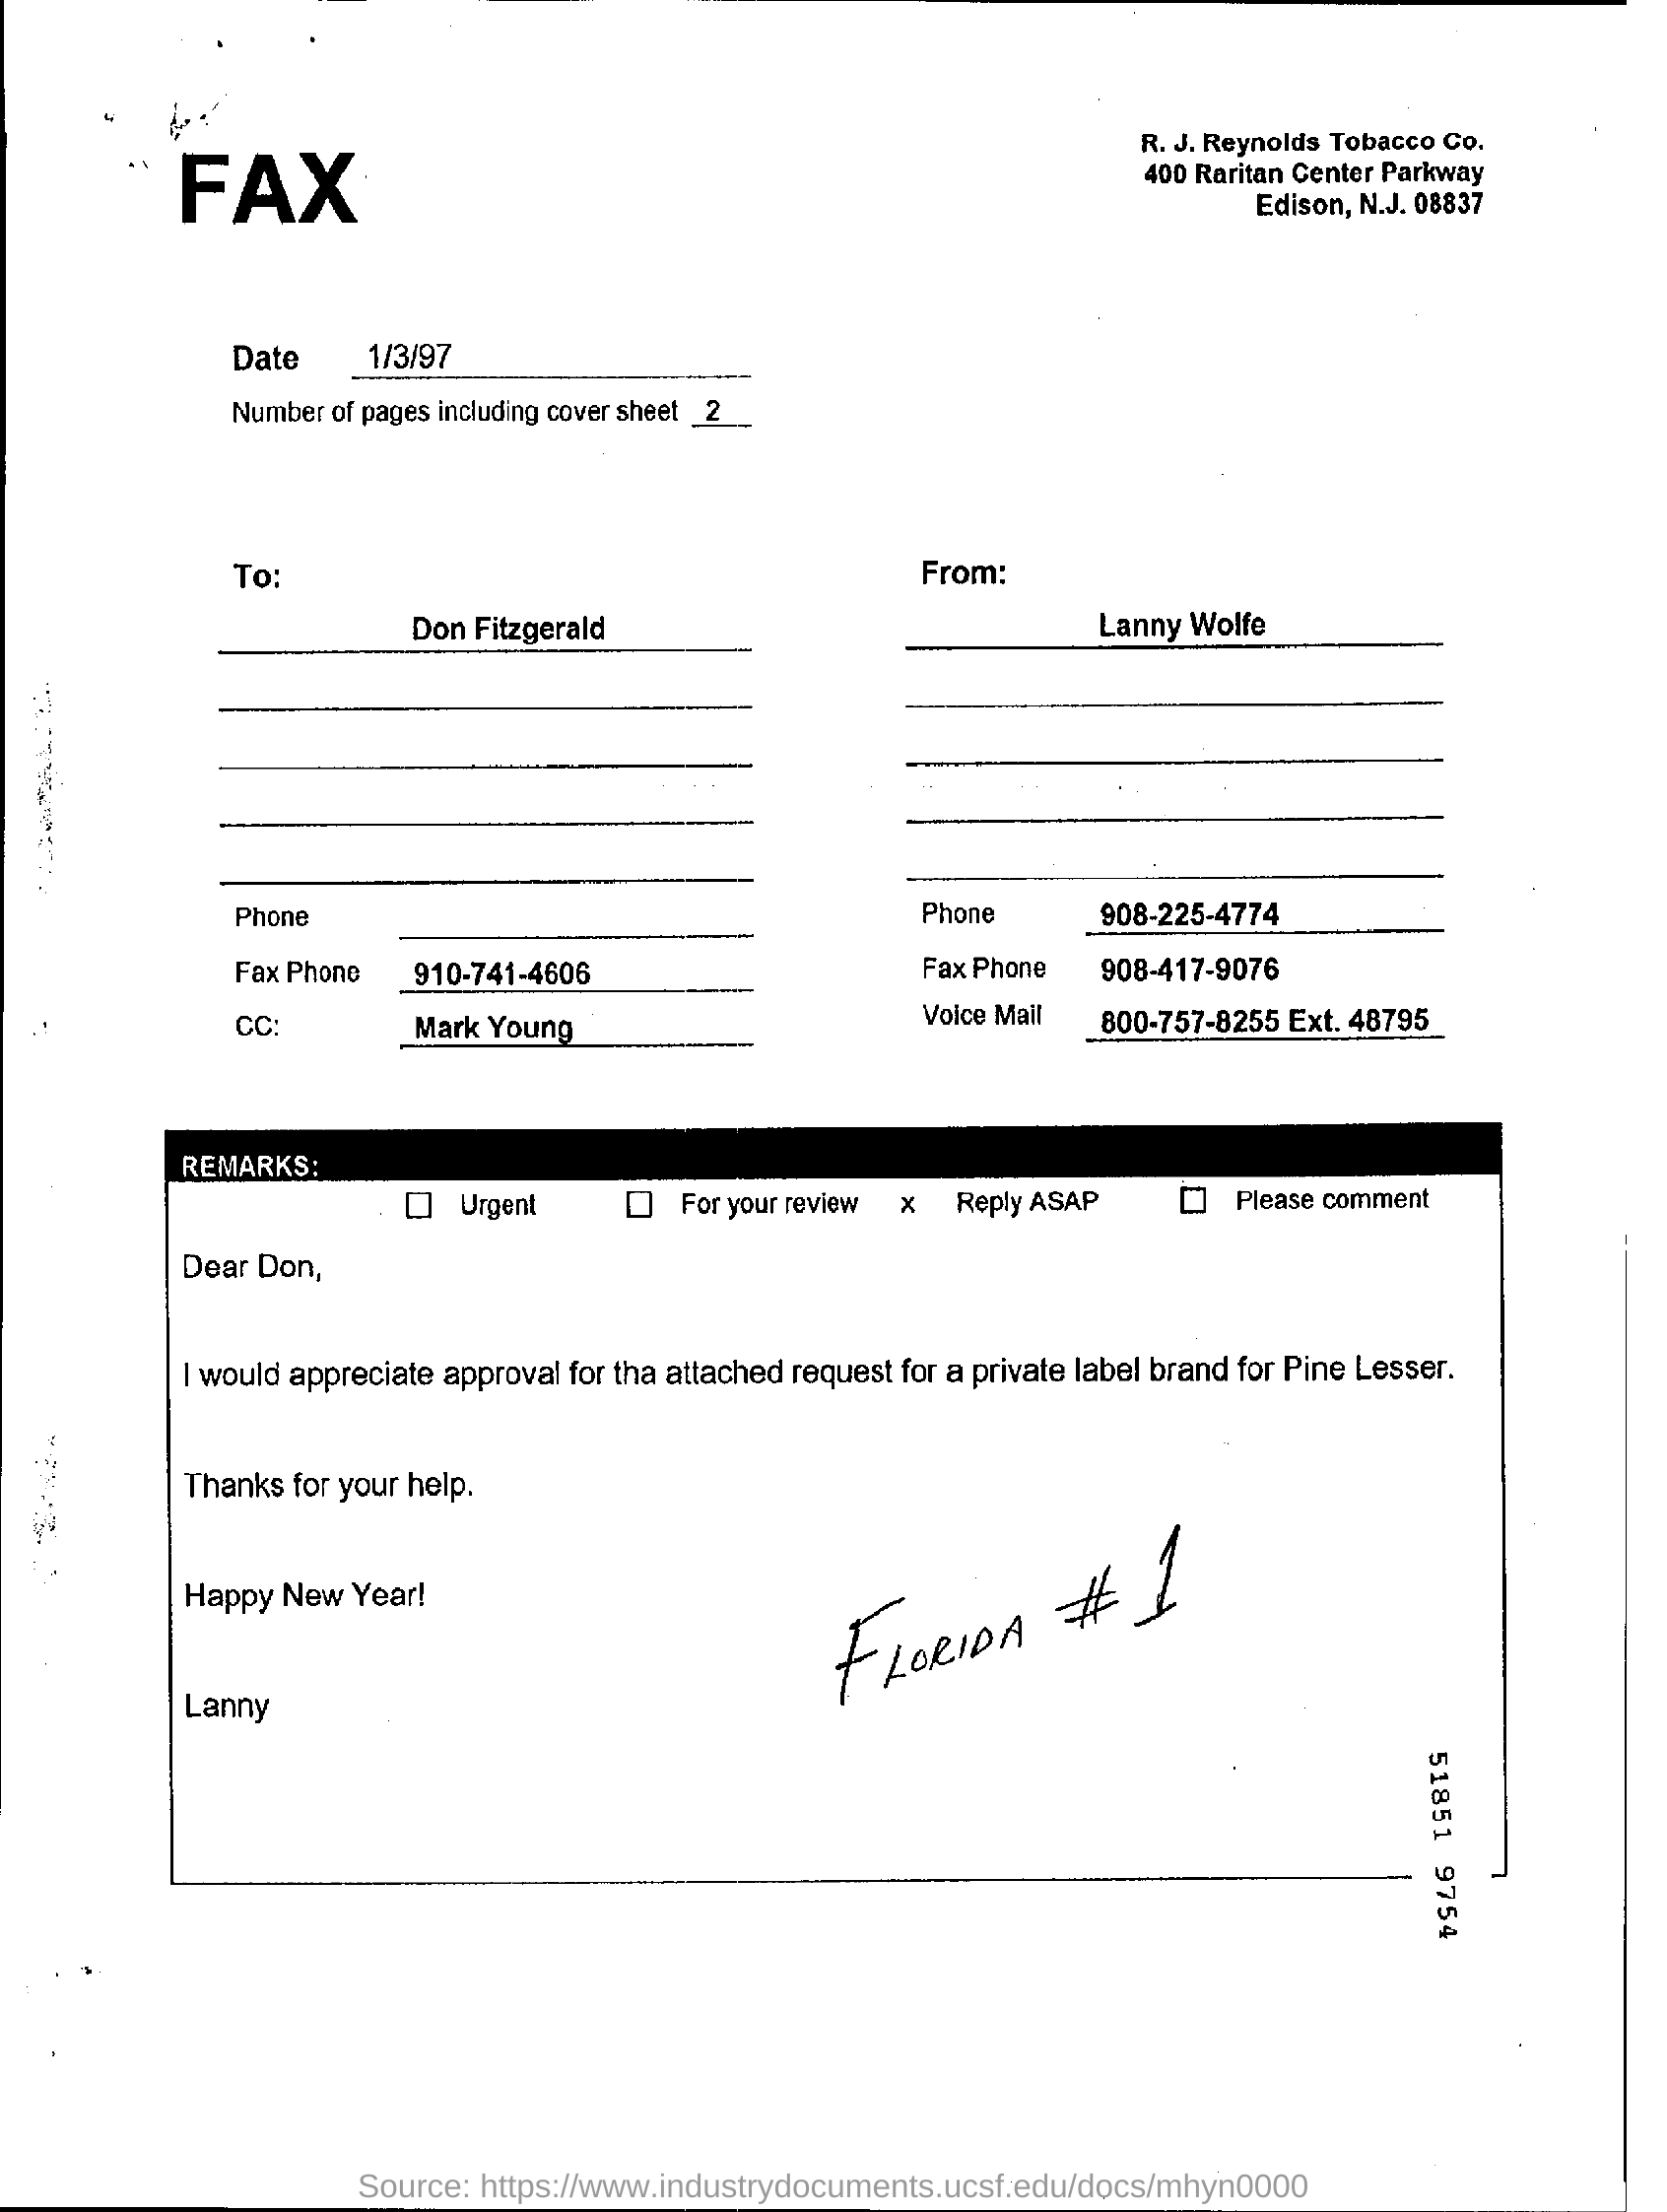 FAX
R. J. Reynolds Tobacco Co.
400 Raritan Center Parkway
Edison, N.J. 08837
Date 1/3/97
Number of pages including cover sheet 2
To:
Don Fitzgerald
From:
Lanny Wolfe
Phone
Fax Phone 910-741-4606
CC: Mark Young
Phone 908-225-4774
Fax Phone 908-417-9076
Voice Mail 800-757-8255 Ext. 48795
REMARKS:
☐ Urgent ☐ For your review x Reply ASAP ☐ Please comment
Dear Don,
I would appreciate approval for tha attached request for a private label brand for Pine Lesser.
Thanks for your help.
Happy New Year!
Lanny
FLORIDA # 1
51851 9754
Source: https://www.industrydocuments.ucsf.edu/docs/mhyn0000